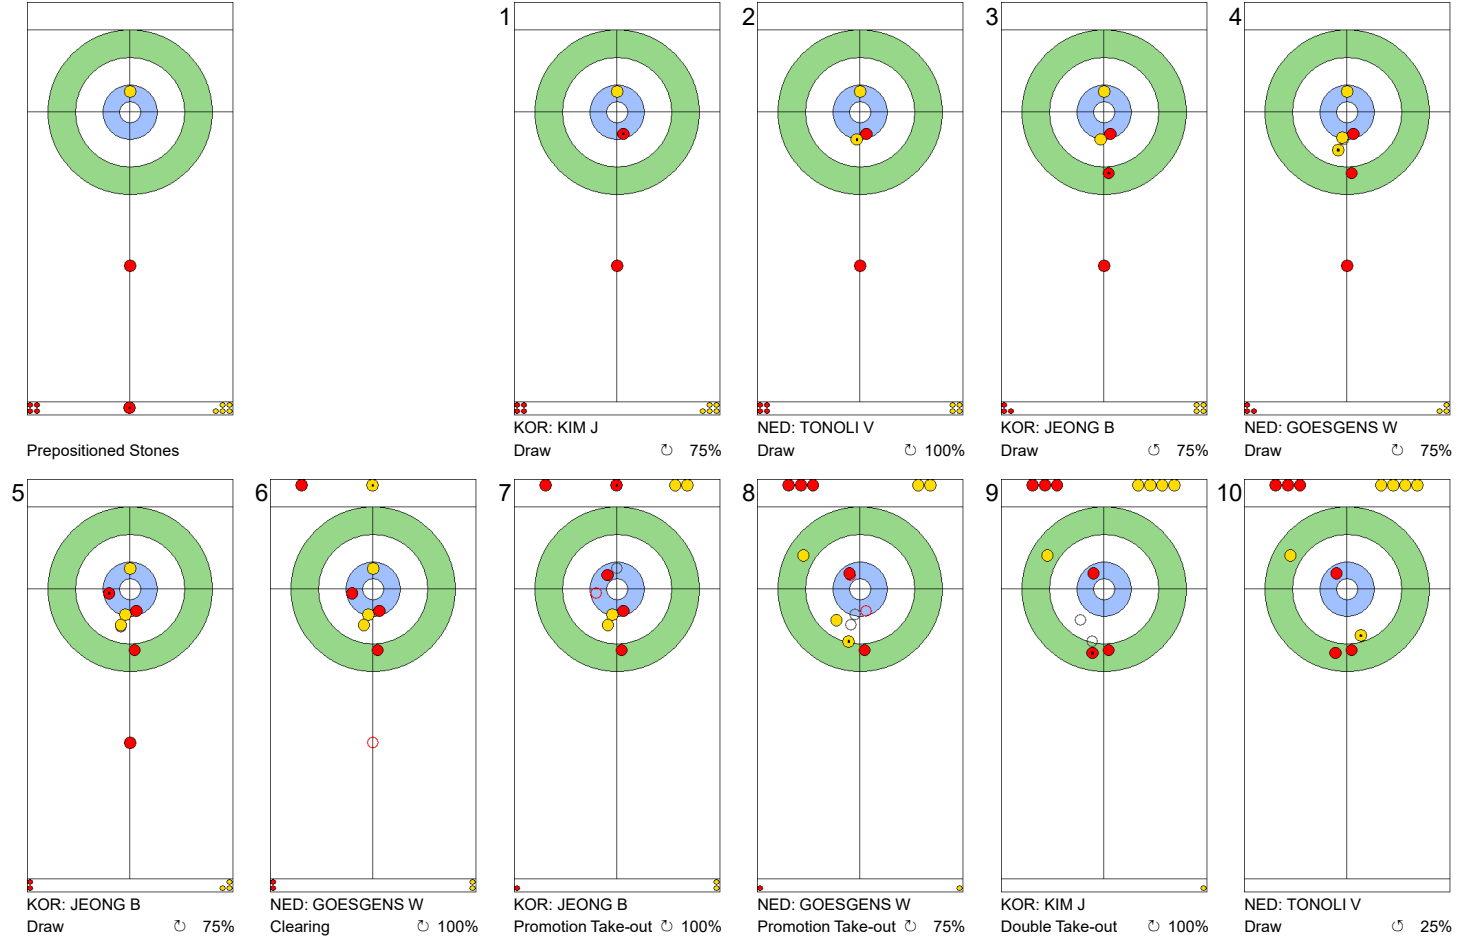 1
2
3
4
Prepositioned Stones
KOR: KIM J
Draw 75%
NED: TONOLI V
Draw 100%
KOR: JEONG B
Draw 75%
NED: GOESGENS W
Draw 75%
5
6
7
8
9
10
KOR: JEONG B
Draw 75%
NED: GOESGENS W
Clearing 100%
KOR: JEONG B
Promotion Take-out 100%
NED: GOESGENS W
Promotion Take-out 75%
KOR: KIM J
Double Take-out 100%
NED: TONOLI V
Draw 25%